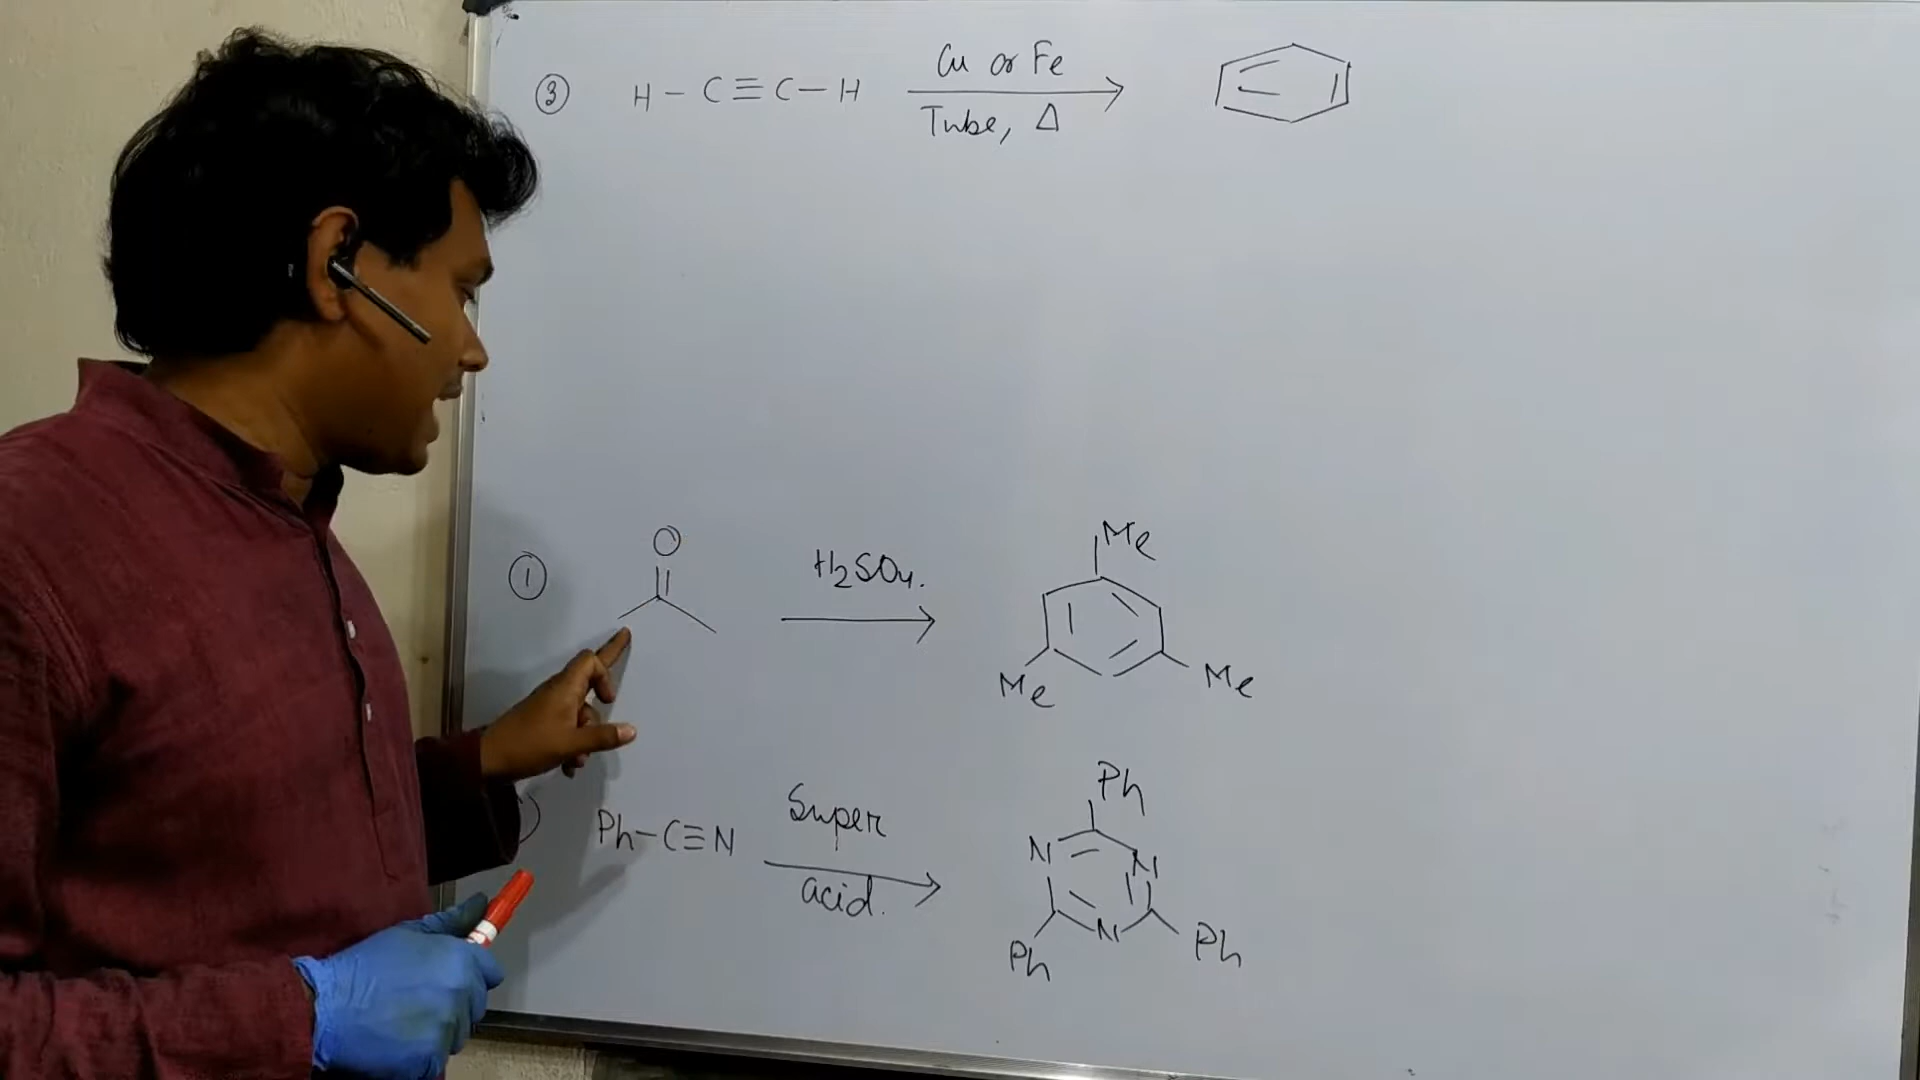 ③ H-C≡C-H Cu or Fe
Tube, Δ
① O H2SO4. Me
Me Me
Ph-C≡N Super acid. Ph
N N
N
Ph Ph